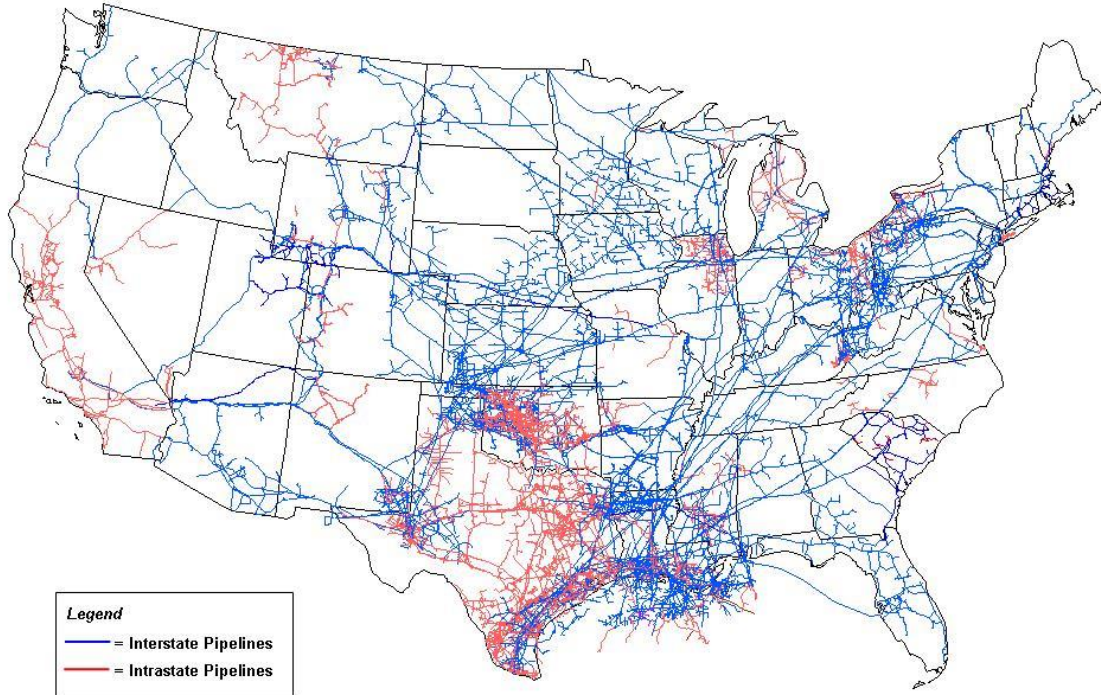 Legend
= Interstate Pipelines
= Intrastate Pipelines